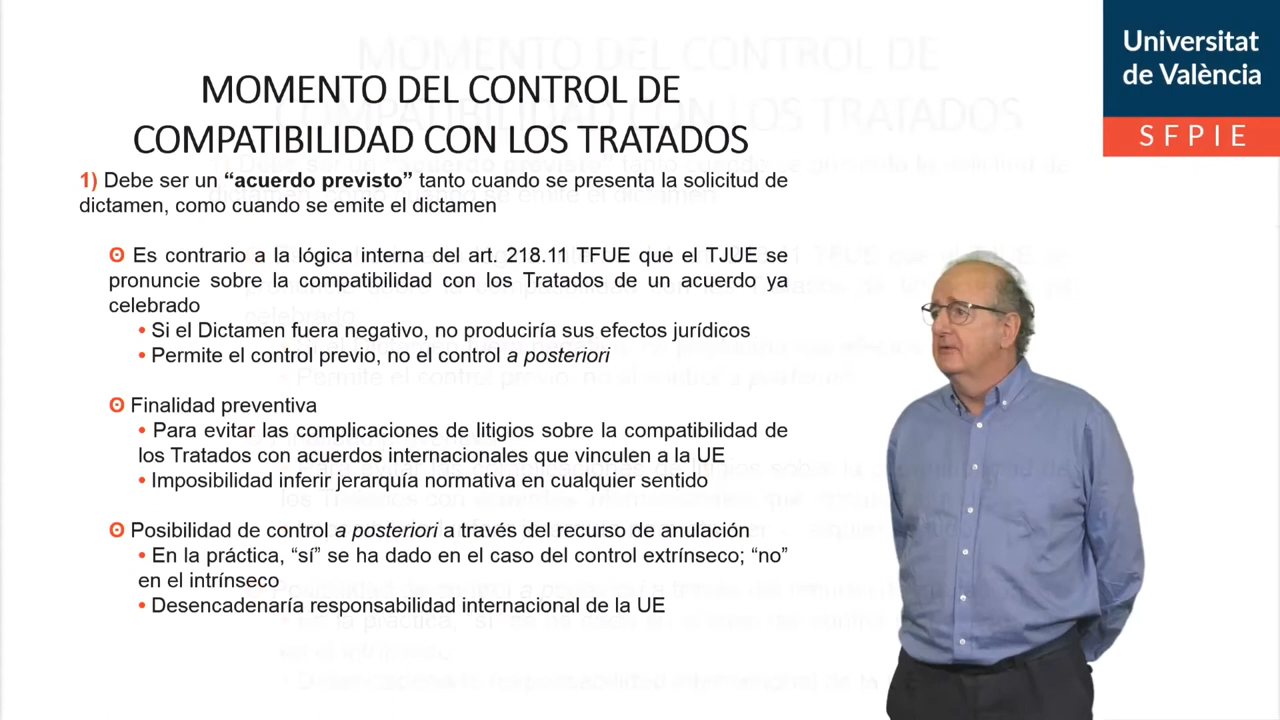 MOMENTO DEL CONTROL DE
COMPATIBILIDAD CON LOS TRATADOS
1) Debe ser un “acuerdo previsto” tanto cuando se presenta la solicitud de
dictamen, como cuando se emite el dictamen
ʘ Es contrario a la lógica interna del art. 218.11 TFUE que el TJUE se
pronuncie sobre la compatibilidad con los Tratados de un acuerdo ya
celebrado
• Si el Dictamen fuera negativo, no produciría sus efectos jurídicos
• Permite el control previo, no el control a posteriori
ʘ Finalidad preventiva
• Para evitar las complicaciones de litigios sobre la compatibilidad de
los Tratados con acuerdos internacionales que vinculen a la UE
• Imposibilidad inferir jerarquía normativa en cualquier sentido
ʘ Posibilidad de control a posteriori a través del recurso de anulación
• En la práctica, “sí” se ha dado en el caso del control extrínseco; “no”
en el intrínseco
• Desencadenaría responsabilidad internacional de la UE
Universitat
de València
SFPIE